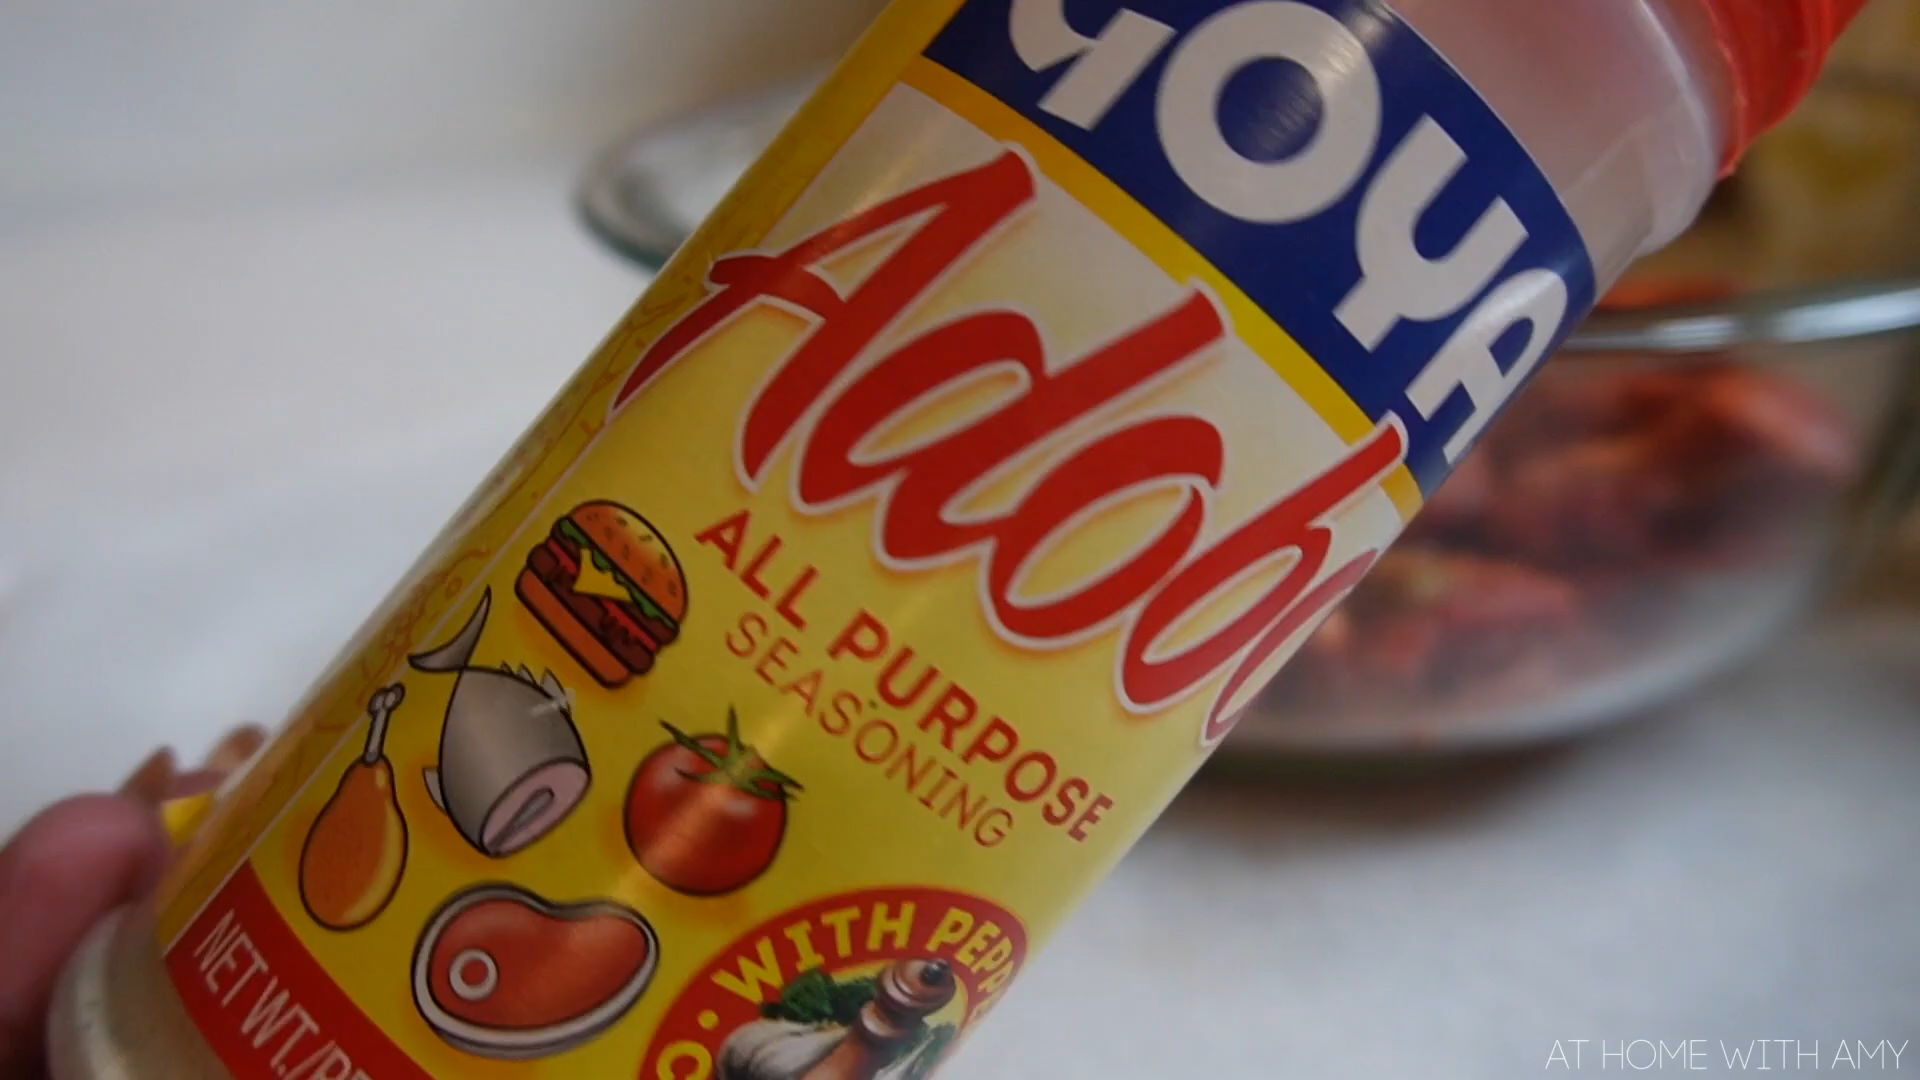 GOYA
Adobo
ALL PURPOSE
SEASONING
WITH PEPP
NET WT./
AT HOME WITH AMY